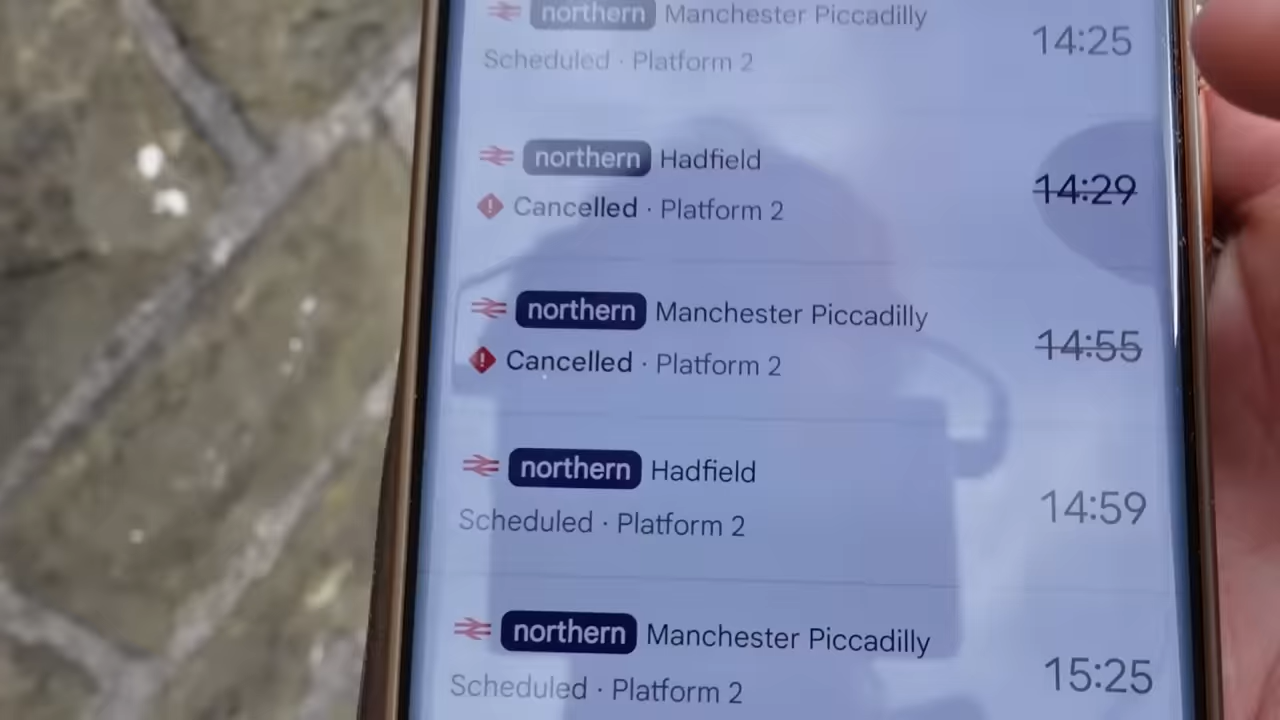 northern Manchester Piccadilly 14:25
Scheduled · Platform 2
northern Hadfield 14:29
Cancelled · Platform 2
northern Manchester Piccadilly 14:55
Cancelled · Platform 2
northern Hadfield 14:59
Scheduled · Platform 2
northern Manchester Piccadilly 15:25
Scheduled · Platform 2